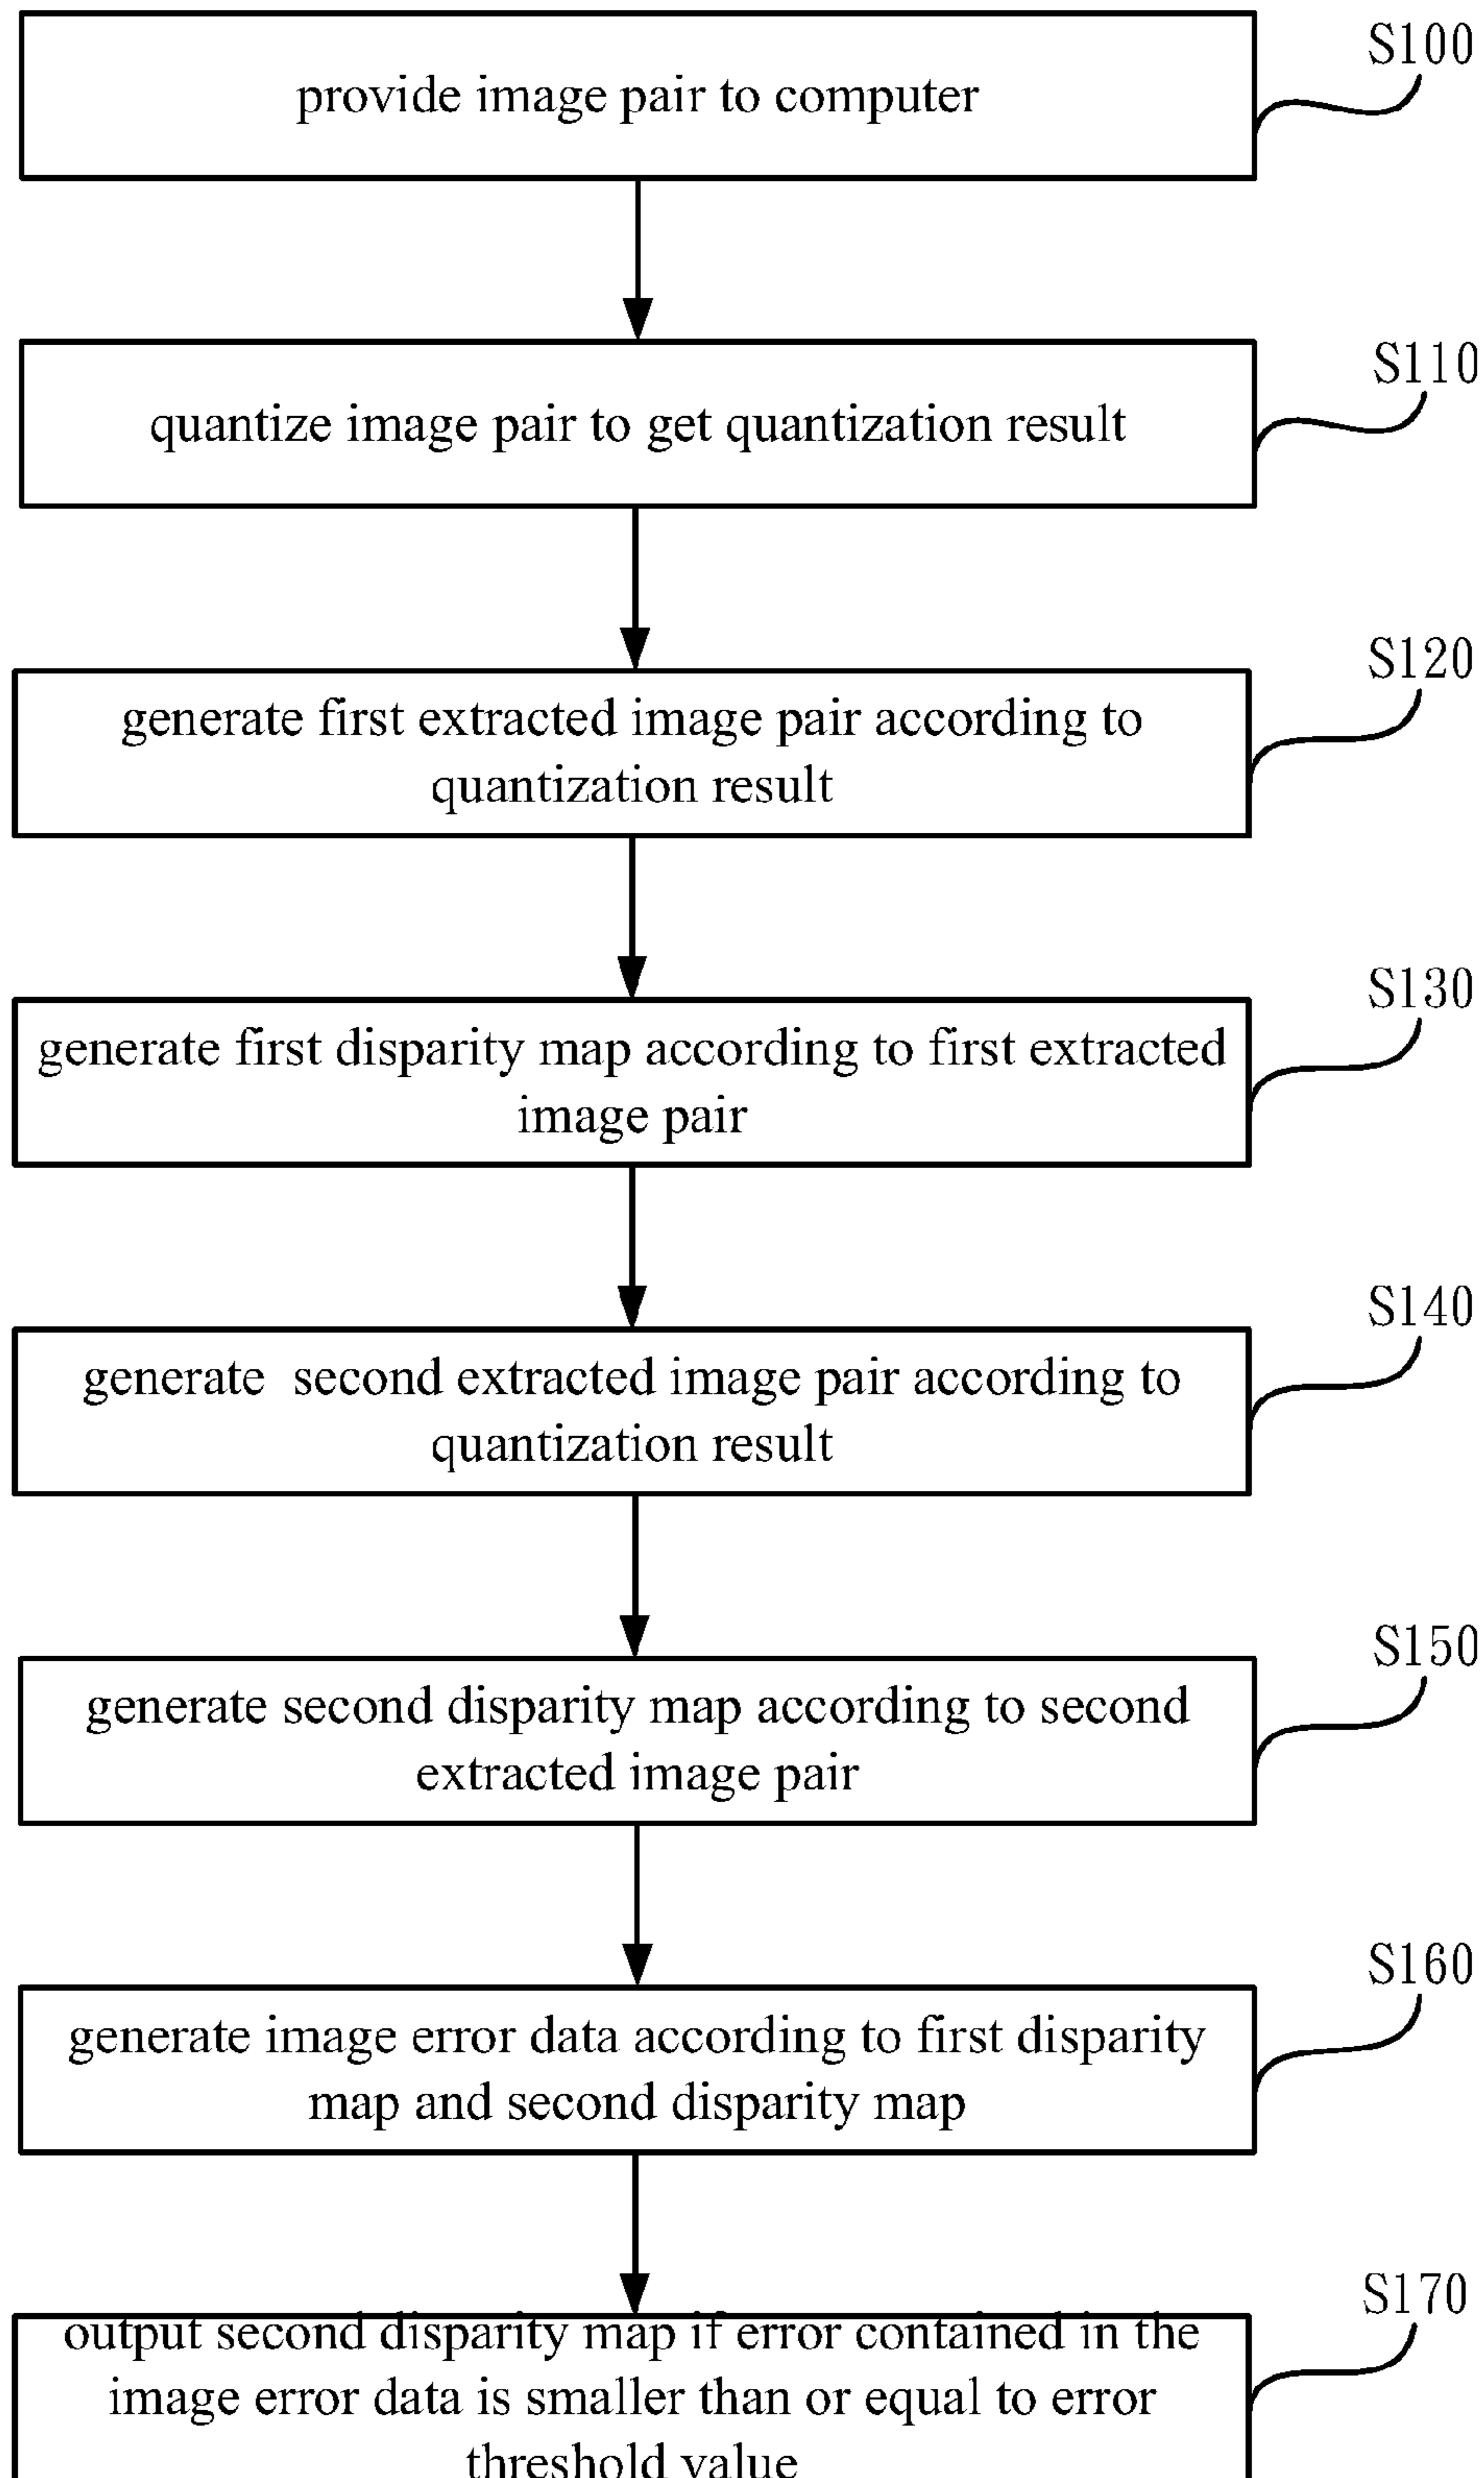 provide image pair to computer
S100
quantize image pair to get quantization result
S110
generate first extracted image pair according to
quantization result
S120
generate first disparity map according to first extracted
image pair
S130
generate second extracted image pair according to
quantization result
S140
generate second disparity map according to second
extracted image pair
S150
generate image error data according to first disparity
map and second disparity map
S160
output second disparity map if error contained in the
image error data is smaller than or equal to error
threshold value
S170